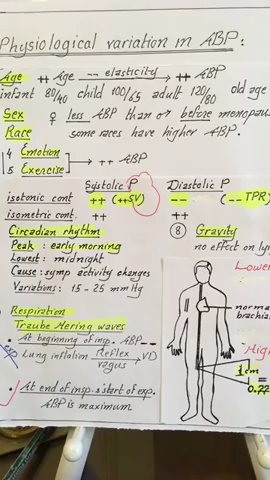 Physiological variation in ABP:
Age ++ Age -- elasticity → ++ ABP
infant 80/40 child 100/65 adult 120/80 old age
Sex ♀ less ABP than ♂ before menopau
Race some races have higher ABP.
4 Emotion
5 Exercise → ++ ABP
Systolic P Diastolic P
isotonic cont ++ (++SV) -- (--TPR)
isometric cont. ++ ++
Circadian rhythm
Peak: early morning
Lowest: midnight
Cause: symp activity changes
Variations: 15-25 mmHg
⑧ Gravity
no effect on ly
Lower
norma
brachia
High
1cm
0.22
Respiration
Traube Hering waves
• At beginning of insp. ABP --
Lung inflation Reflex vagus → VD
• At end of insp. & start of exp.
ABP is maximum